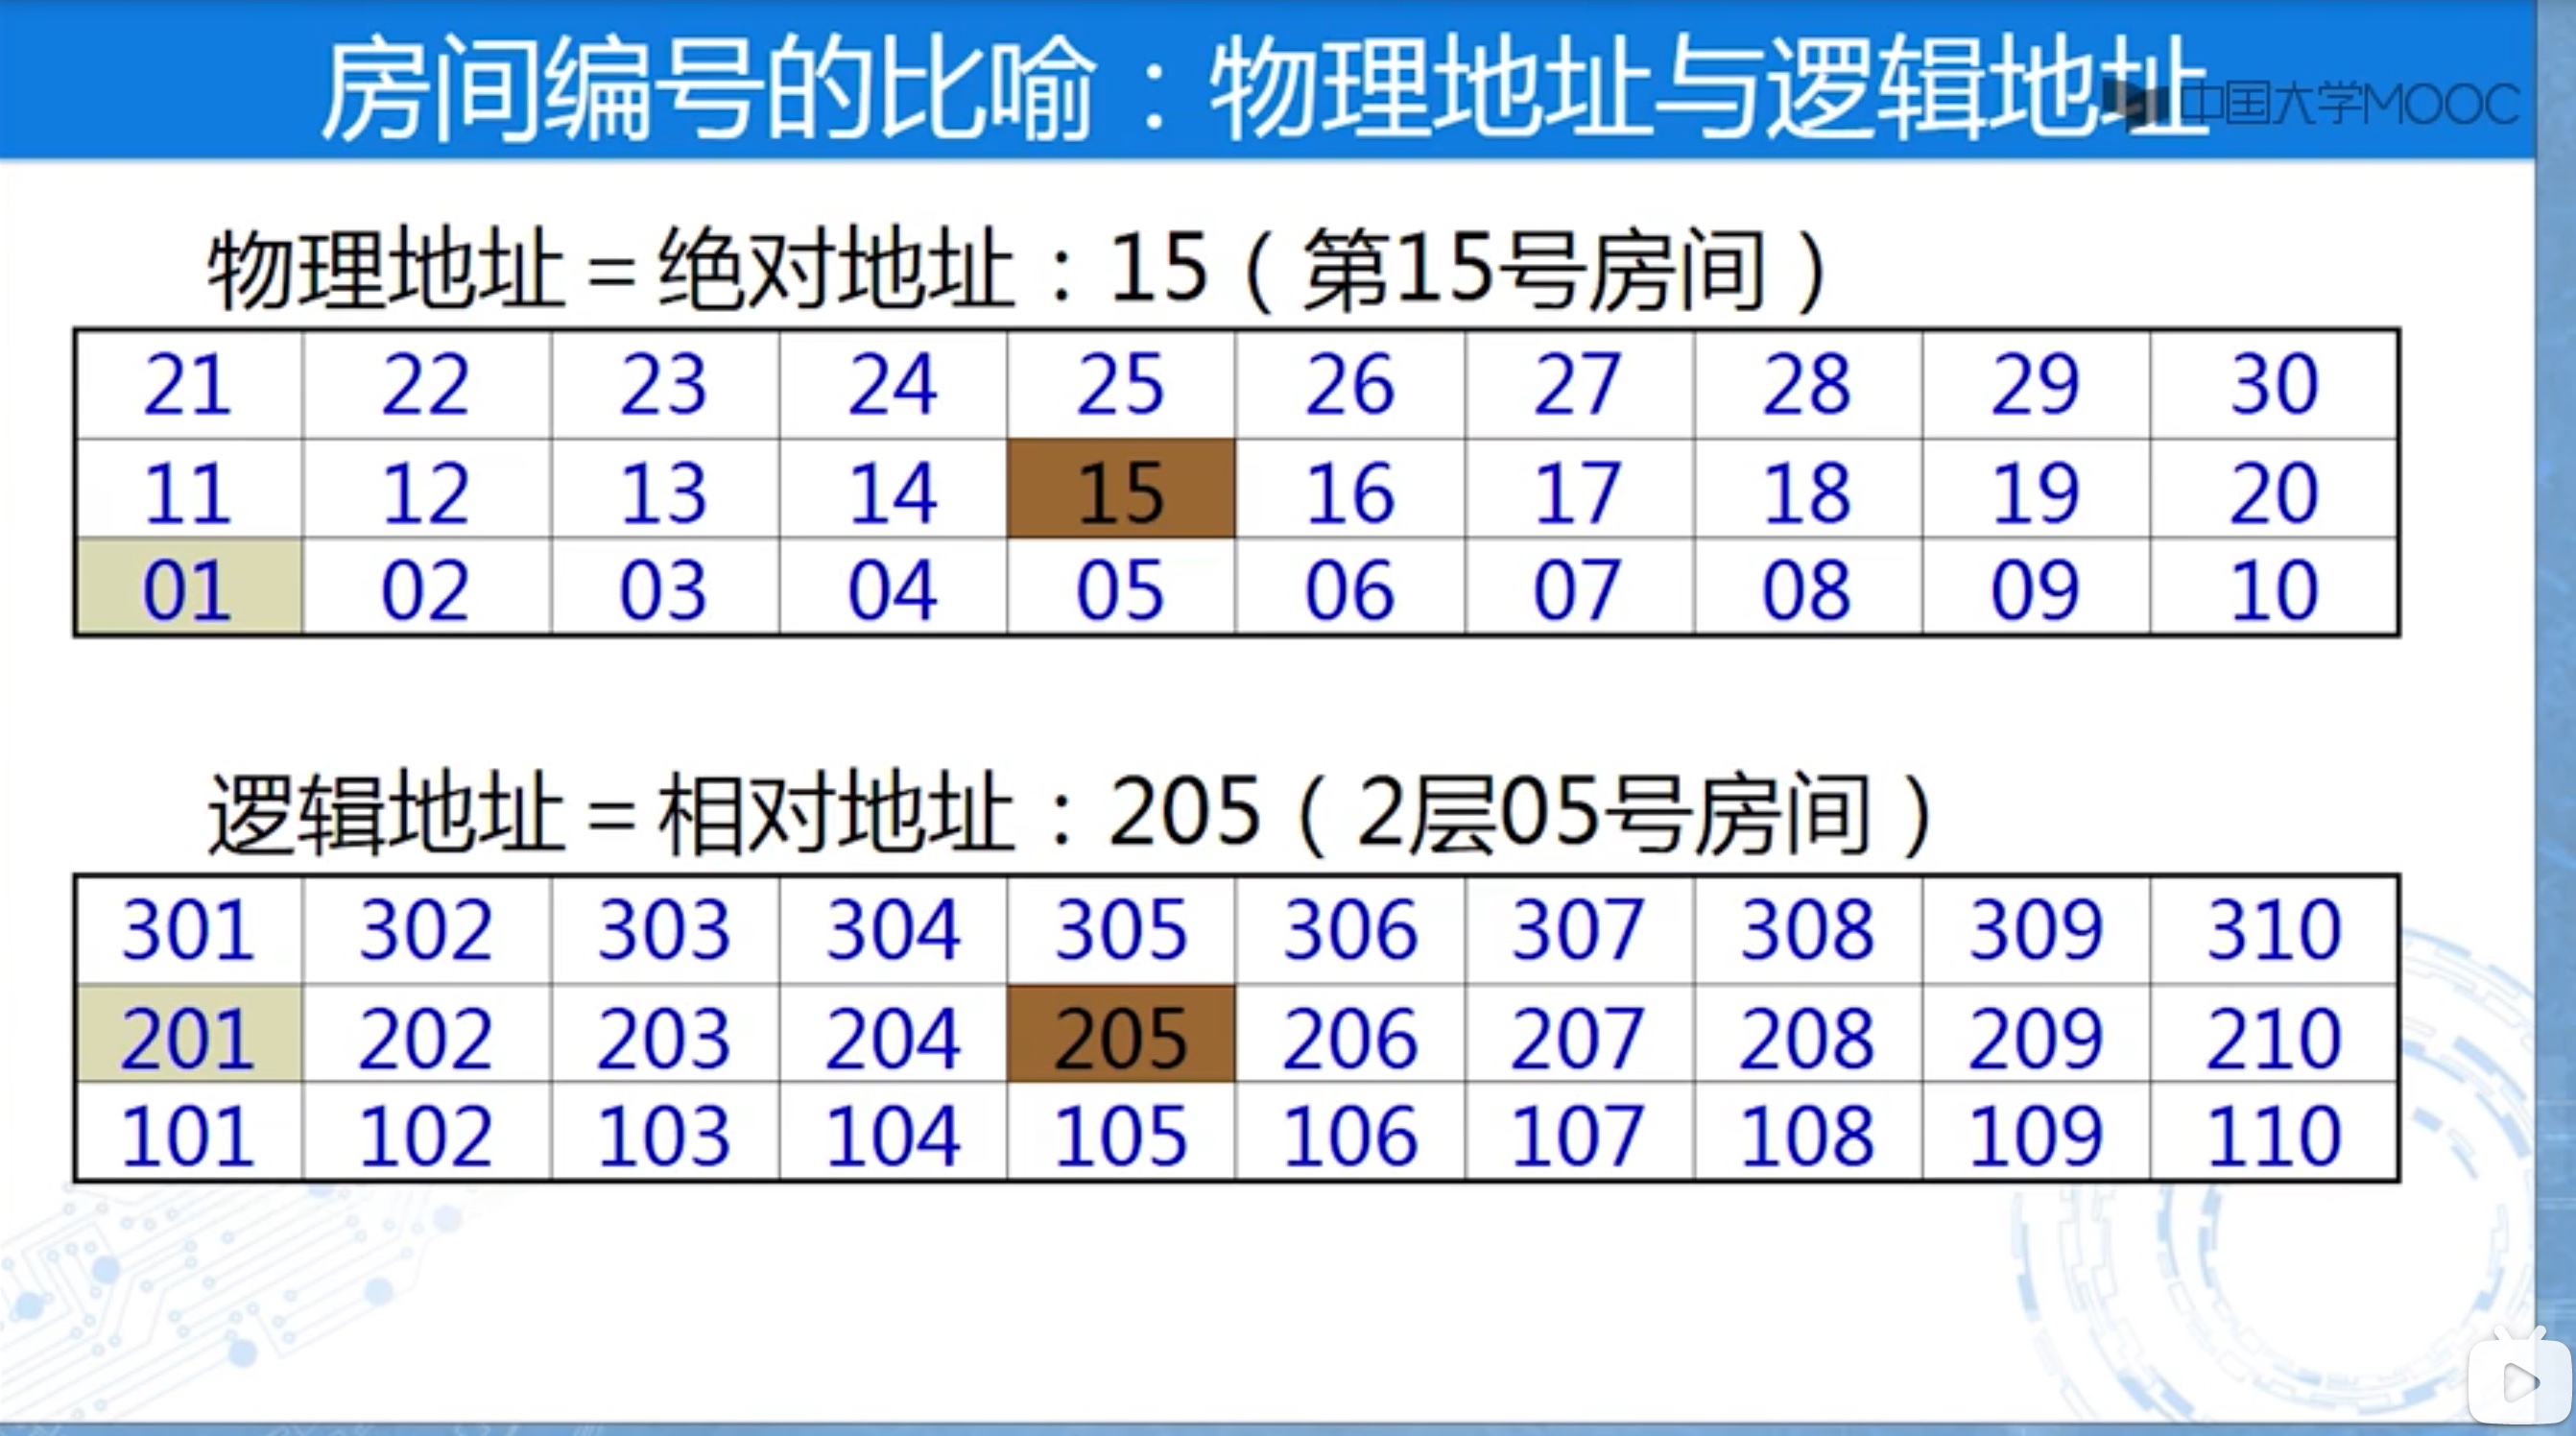 房间编号的比喻：物理地址与逻辑地址
中国大学MOOC
物理地址＝绝对地址：15（第15号房间）
21 22 23 24 25 26 27 28 29 30
11 12 13 14 15 16 17 18 19 20
01 02 03 04 05 06 07 08 09 10
逻辑地址＝相对地址：205（2层05号房间）
301 302 303 304 305 306 307 308 309 310
201 202 203 204 205 206 207 208 209 210
101 102 103 104 105 106 107 108 109 110